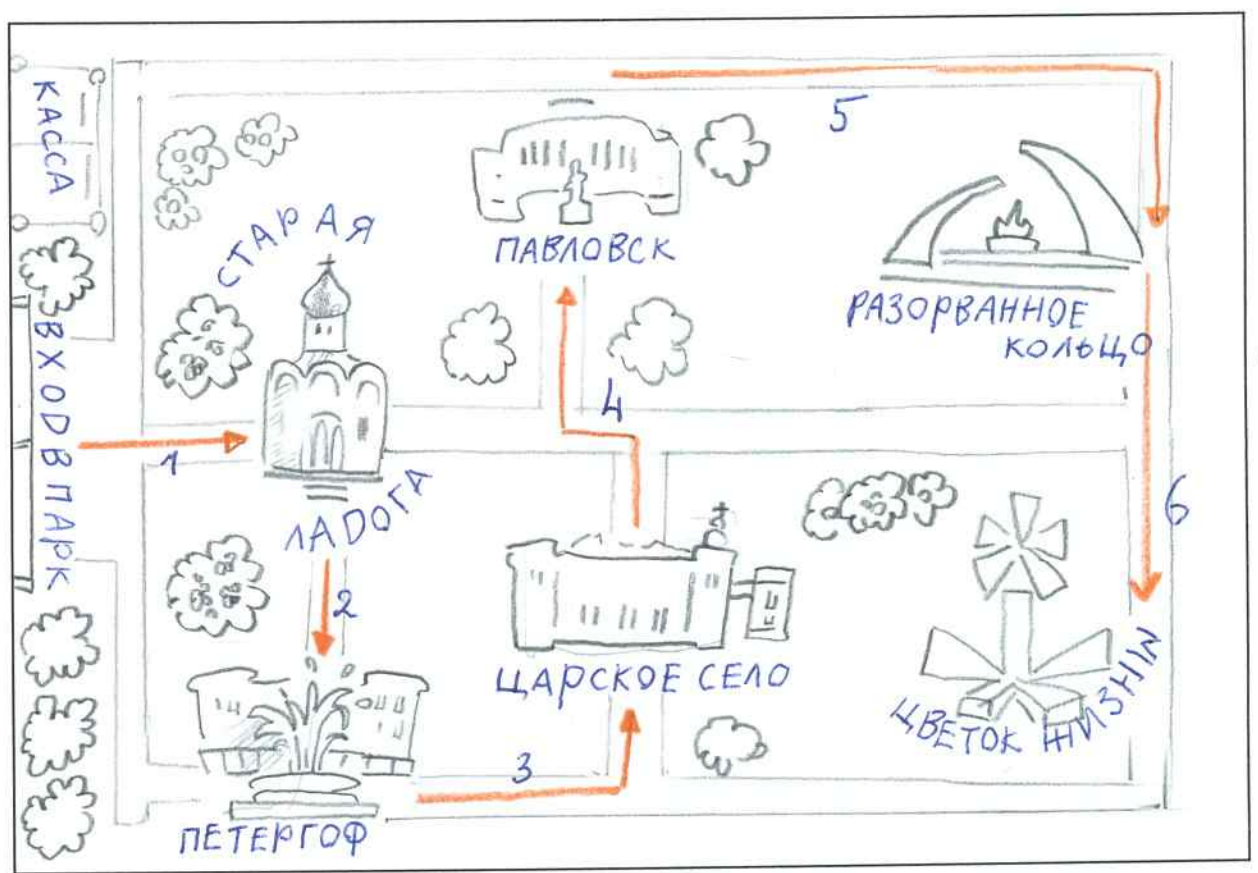 КАССА
ВХОД В ПАРК
1
СТАРАЯ
ЛАДОГА
2
ПЕТЕРГОФ
3
ЦАРСКОЕ СЕЛО
4
ПАВЛОВСК
5
РАЗОРВАННОЕ
КОЛЬЦО
6
ЦВЕТОК ЖИЗНИ